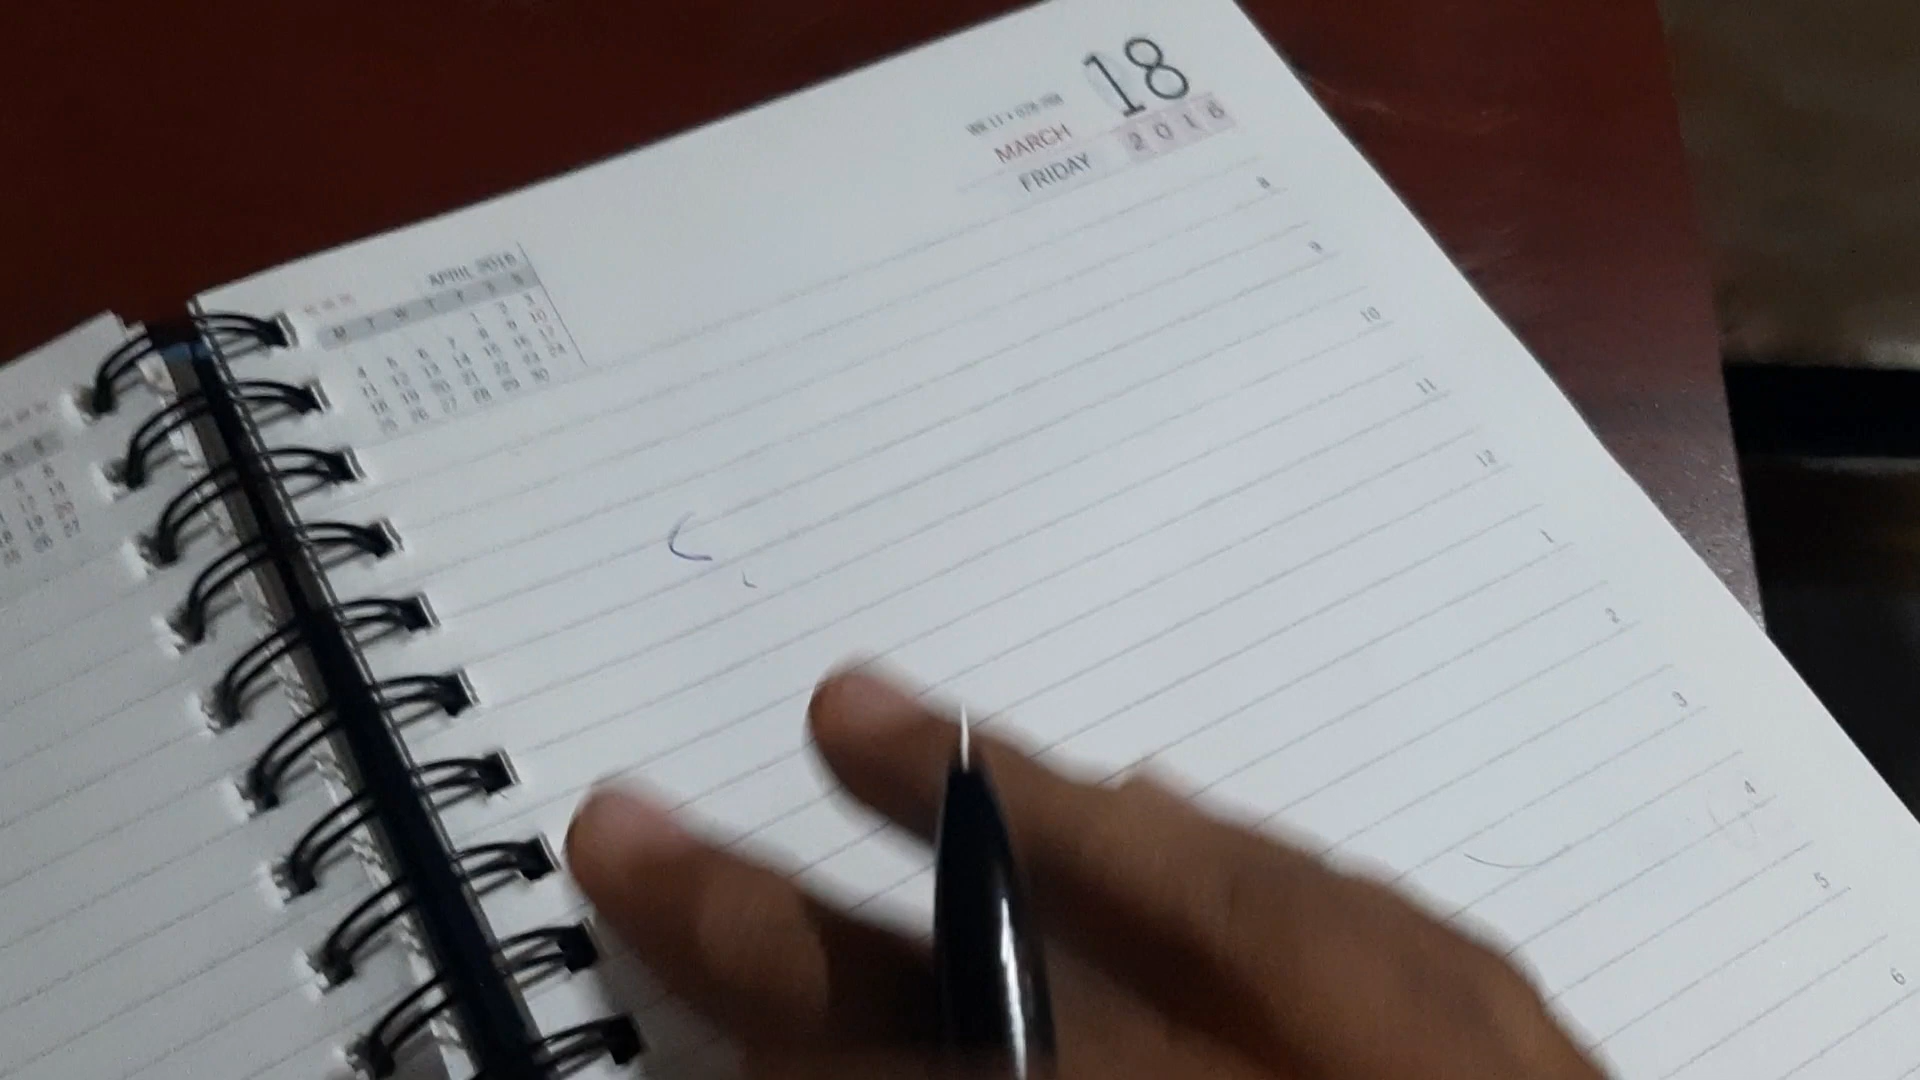 18
MARCH
2016
FRIDAY
APRIL 2016
M T W T F S S
1 2 3
4 5 6 7 8 9 10
11 12 13 14 15 16 17
18 19 20 21 22 23 24
25 26 27 28 29 30
8
9
10
11
12
1
2
3
4
5
6